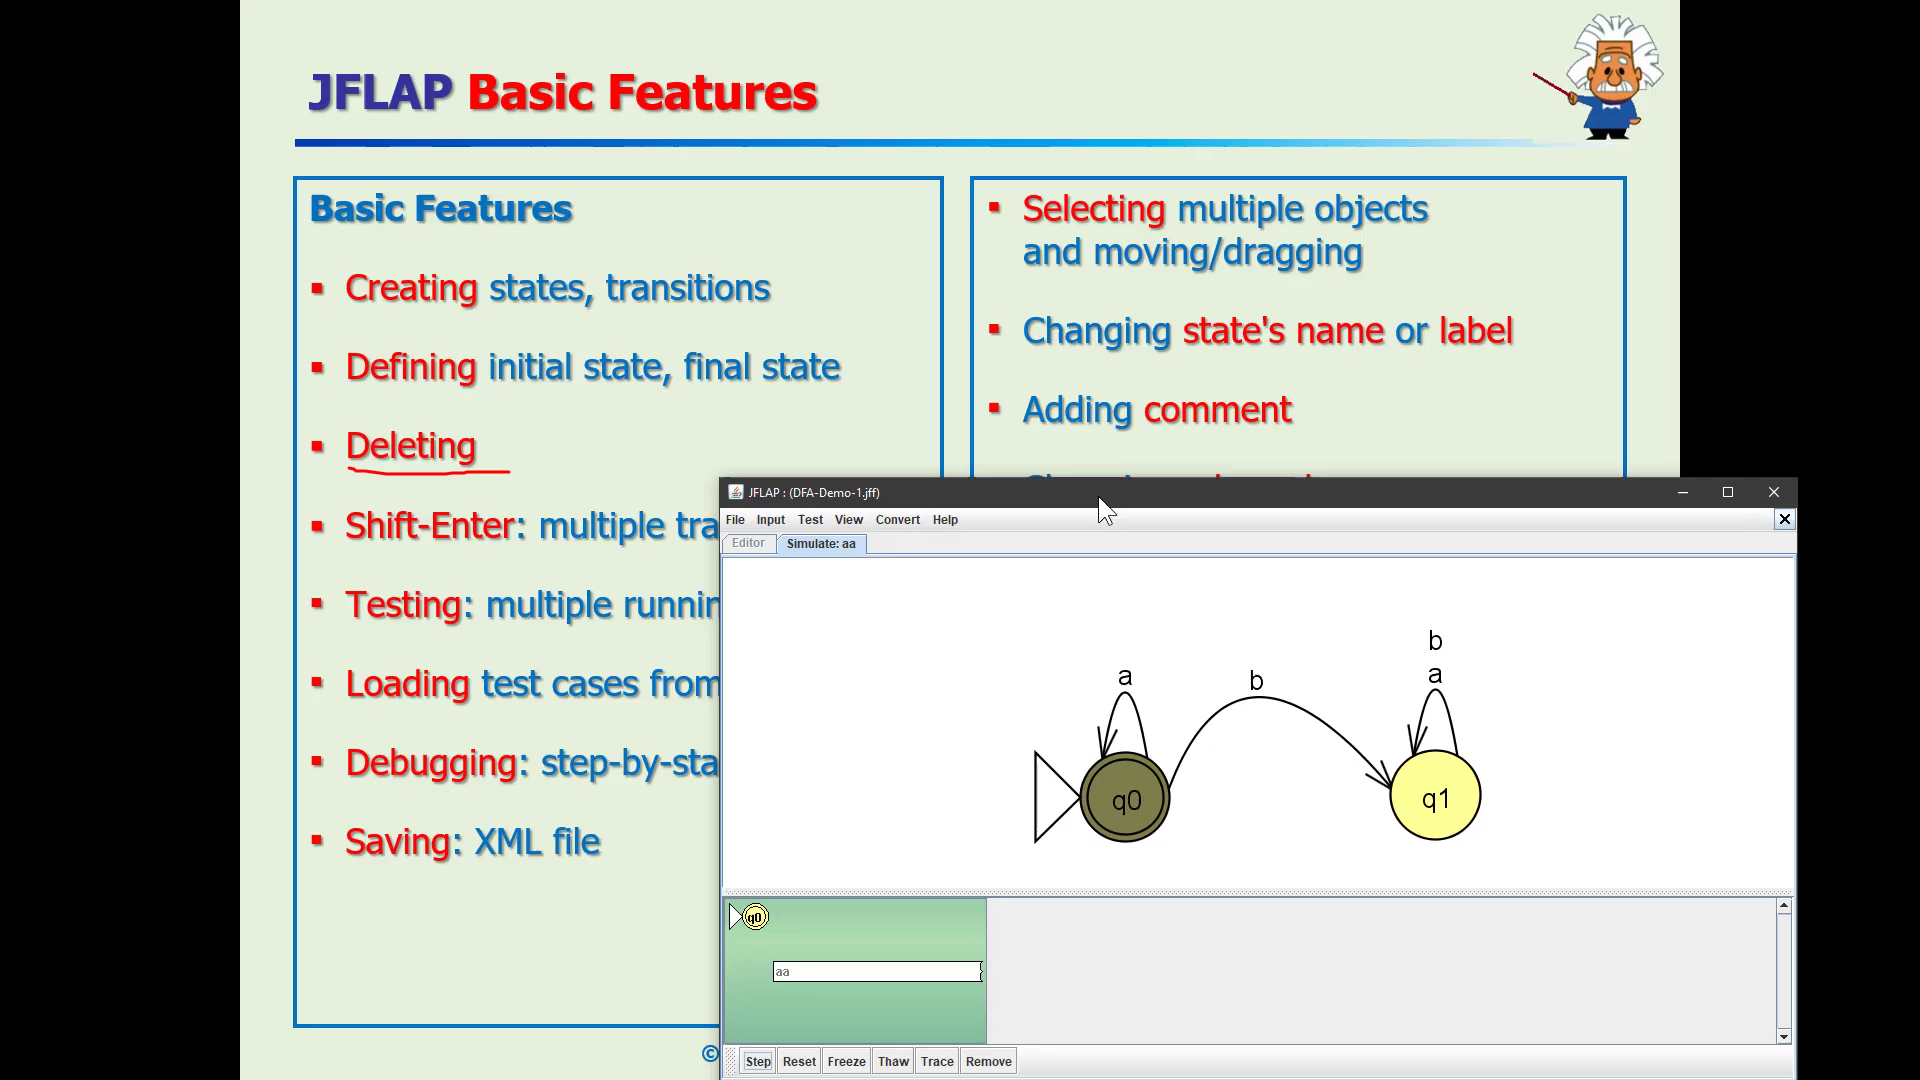 JFLAP Basic Features
Basic Features
Creating states, transitions
Defining initial state, final state
Deleting
Shift-Enter: multiple tra
Testing: multiple runnin
Loading test cases from
Debugging: step-by-sta
Saving: XML file
©
Selecting multiple objects
and moving/dragging
Changing state's name or label
Adding comment
JFLAP : (DFA-Demo-1.jff)
File Input Test View Convert Help
Editor Simulate: aa
b
a b a
q0 q1
q0
aa
Step Reset Freeze Thaw Trace Remove